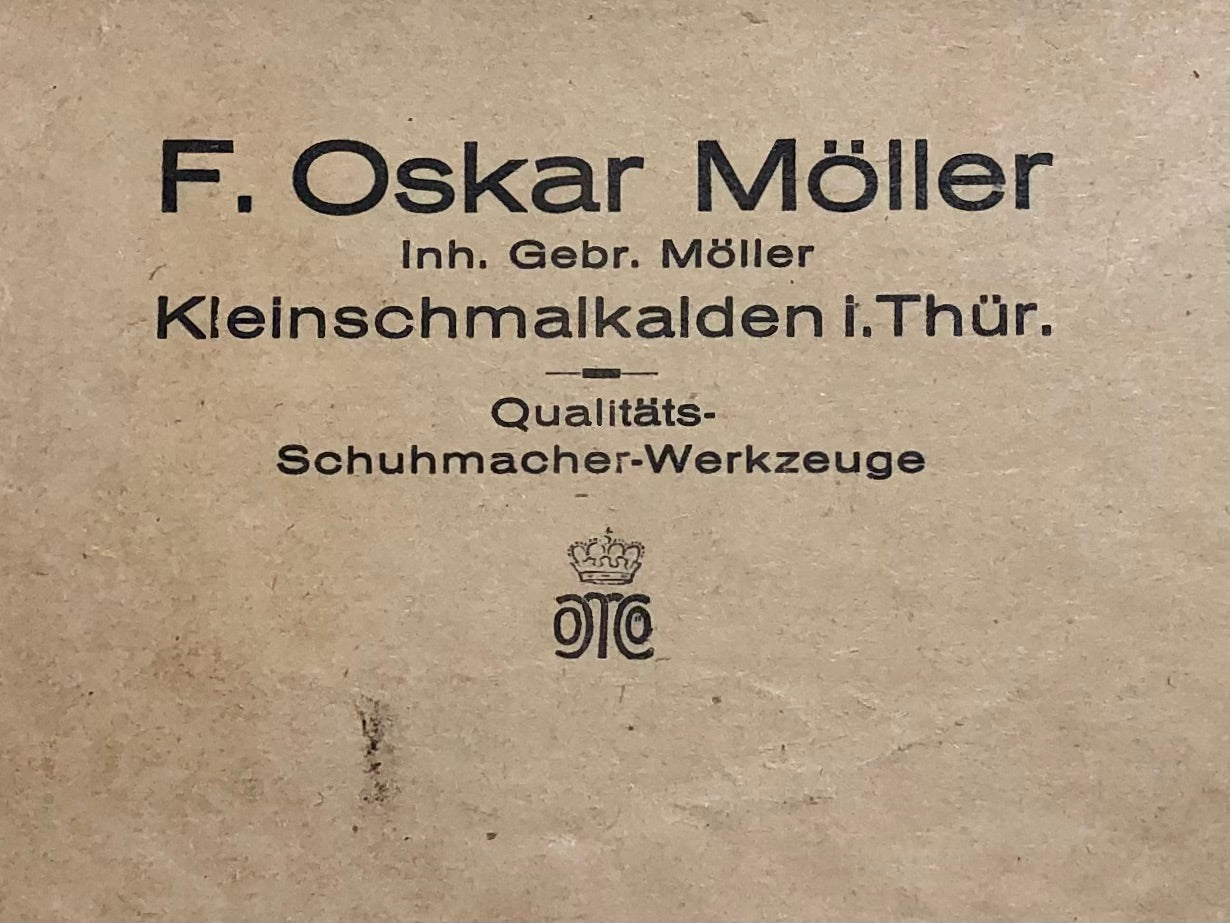 F. Oskar Möller
Inh. Gebr. Möller
Kleinschmalkalden i. Thür.
Qualitäts-
Schuhmacher-Werkzeuge